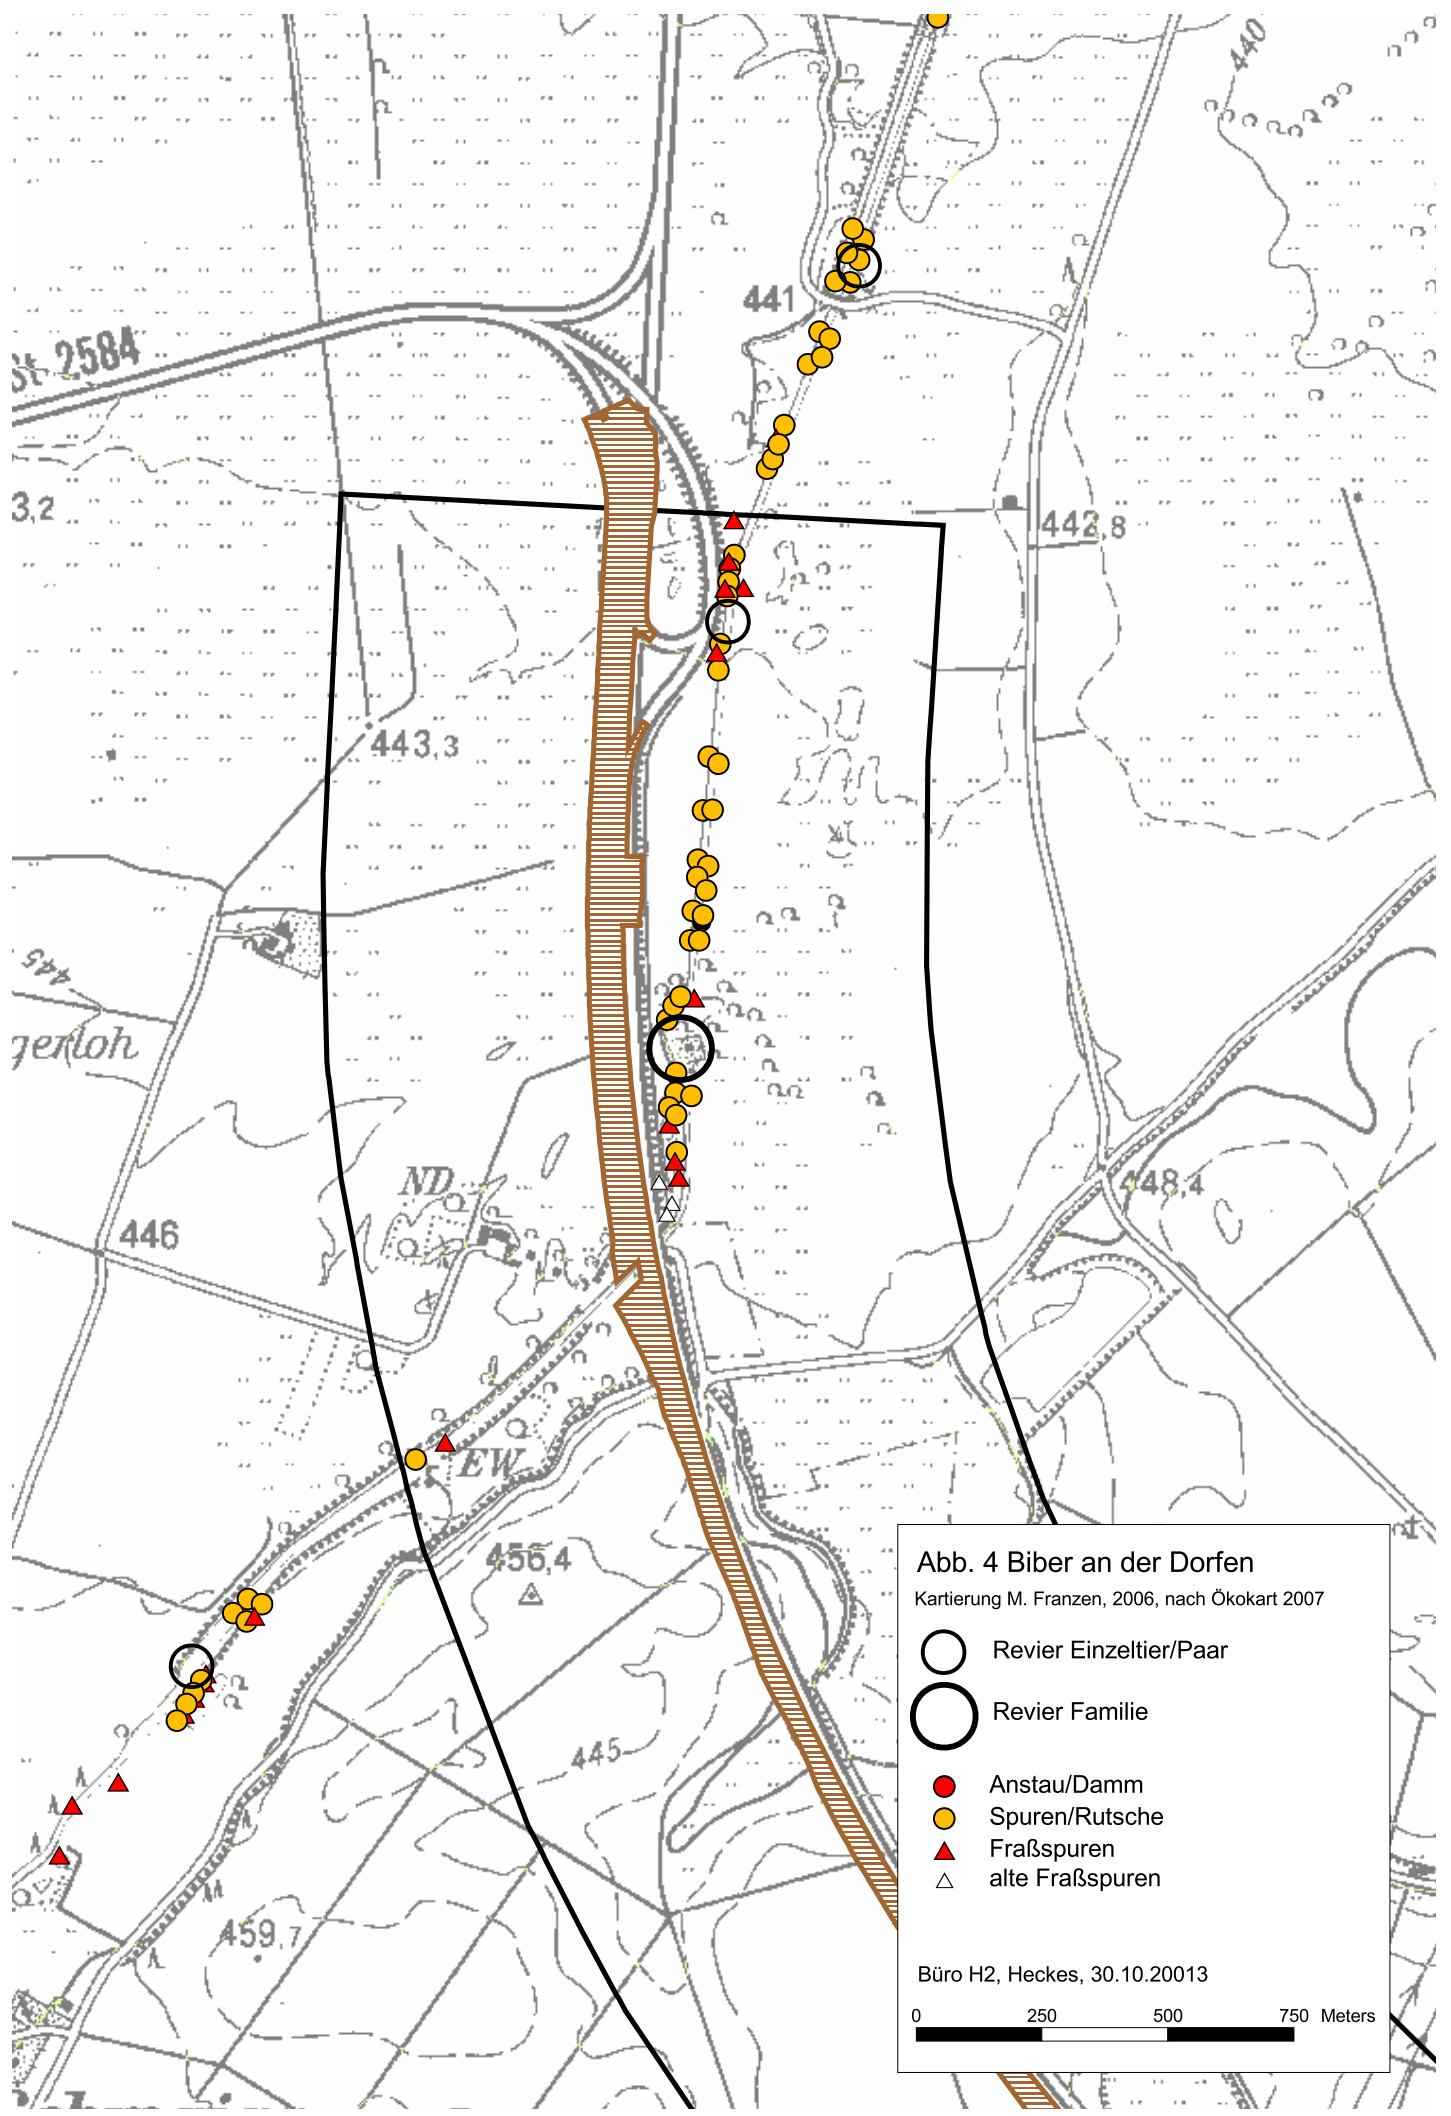 440
441
St 2584
3,2
442,8
443,3
445
gerloh
ND
446
448,4
EW
456,4
445
459,7
Abb. 4 Biber an der Dorfen
Kartierung M. Franzen, 2006, nach Ökokart 2007
Revier Einzeltier/Paar
Revier Familie
Anstau/Damm
Spuren/Rutsche
Fraßspuren
alte Fraßspuren
Büro H2, Heckes, 30.10.20013
0 250 500 750 Meters